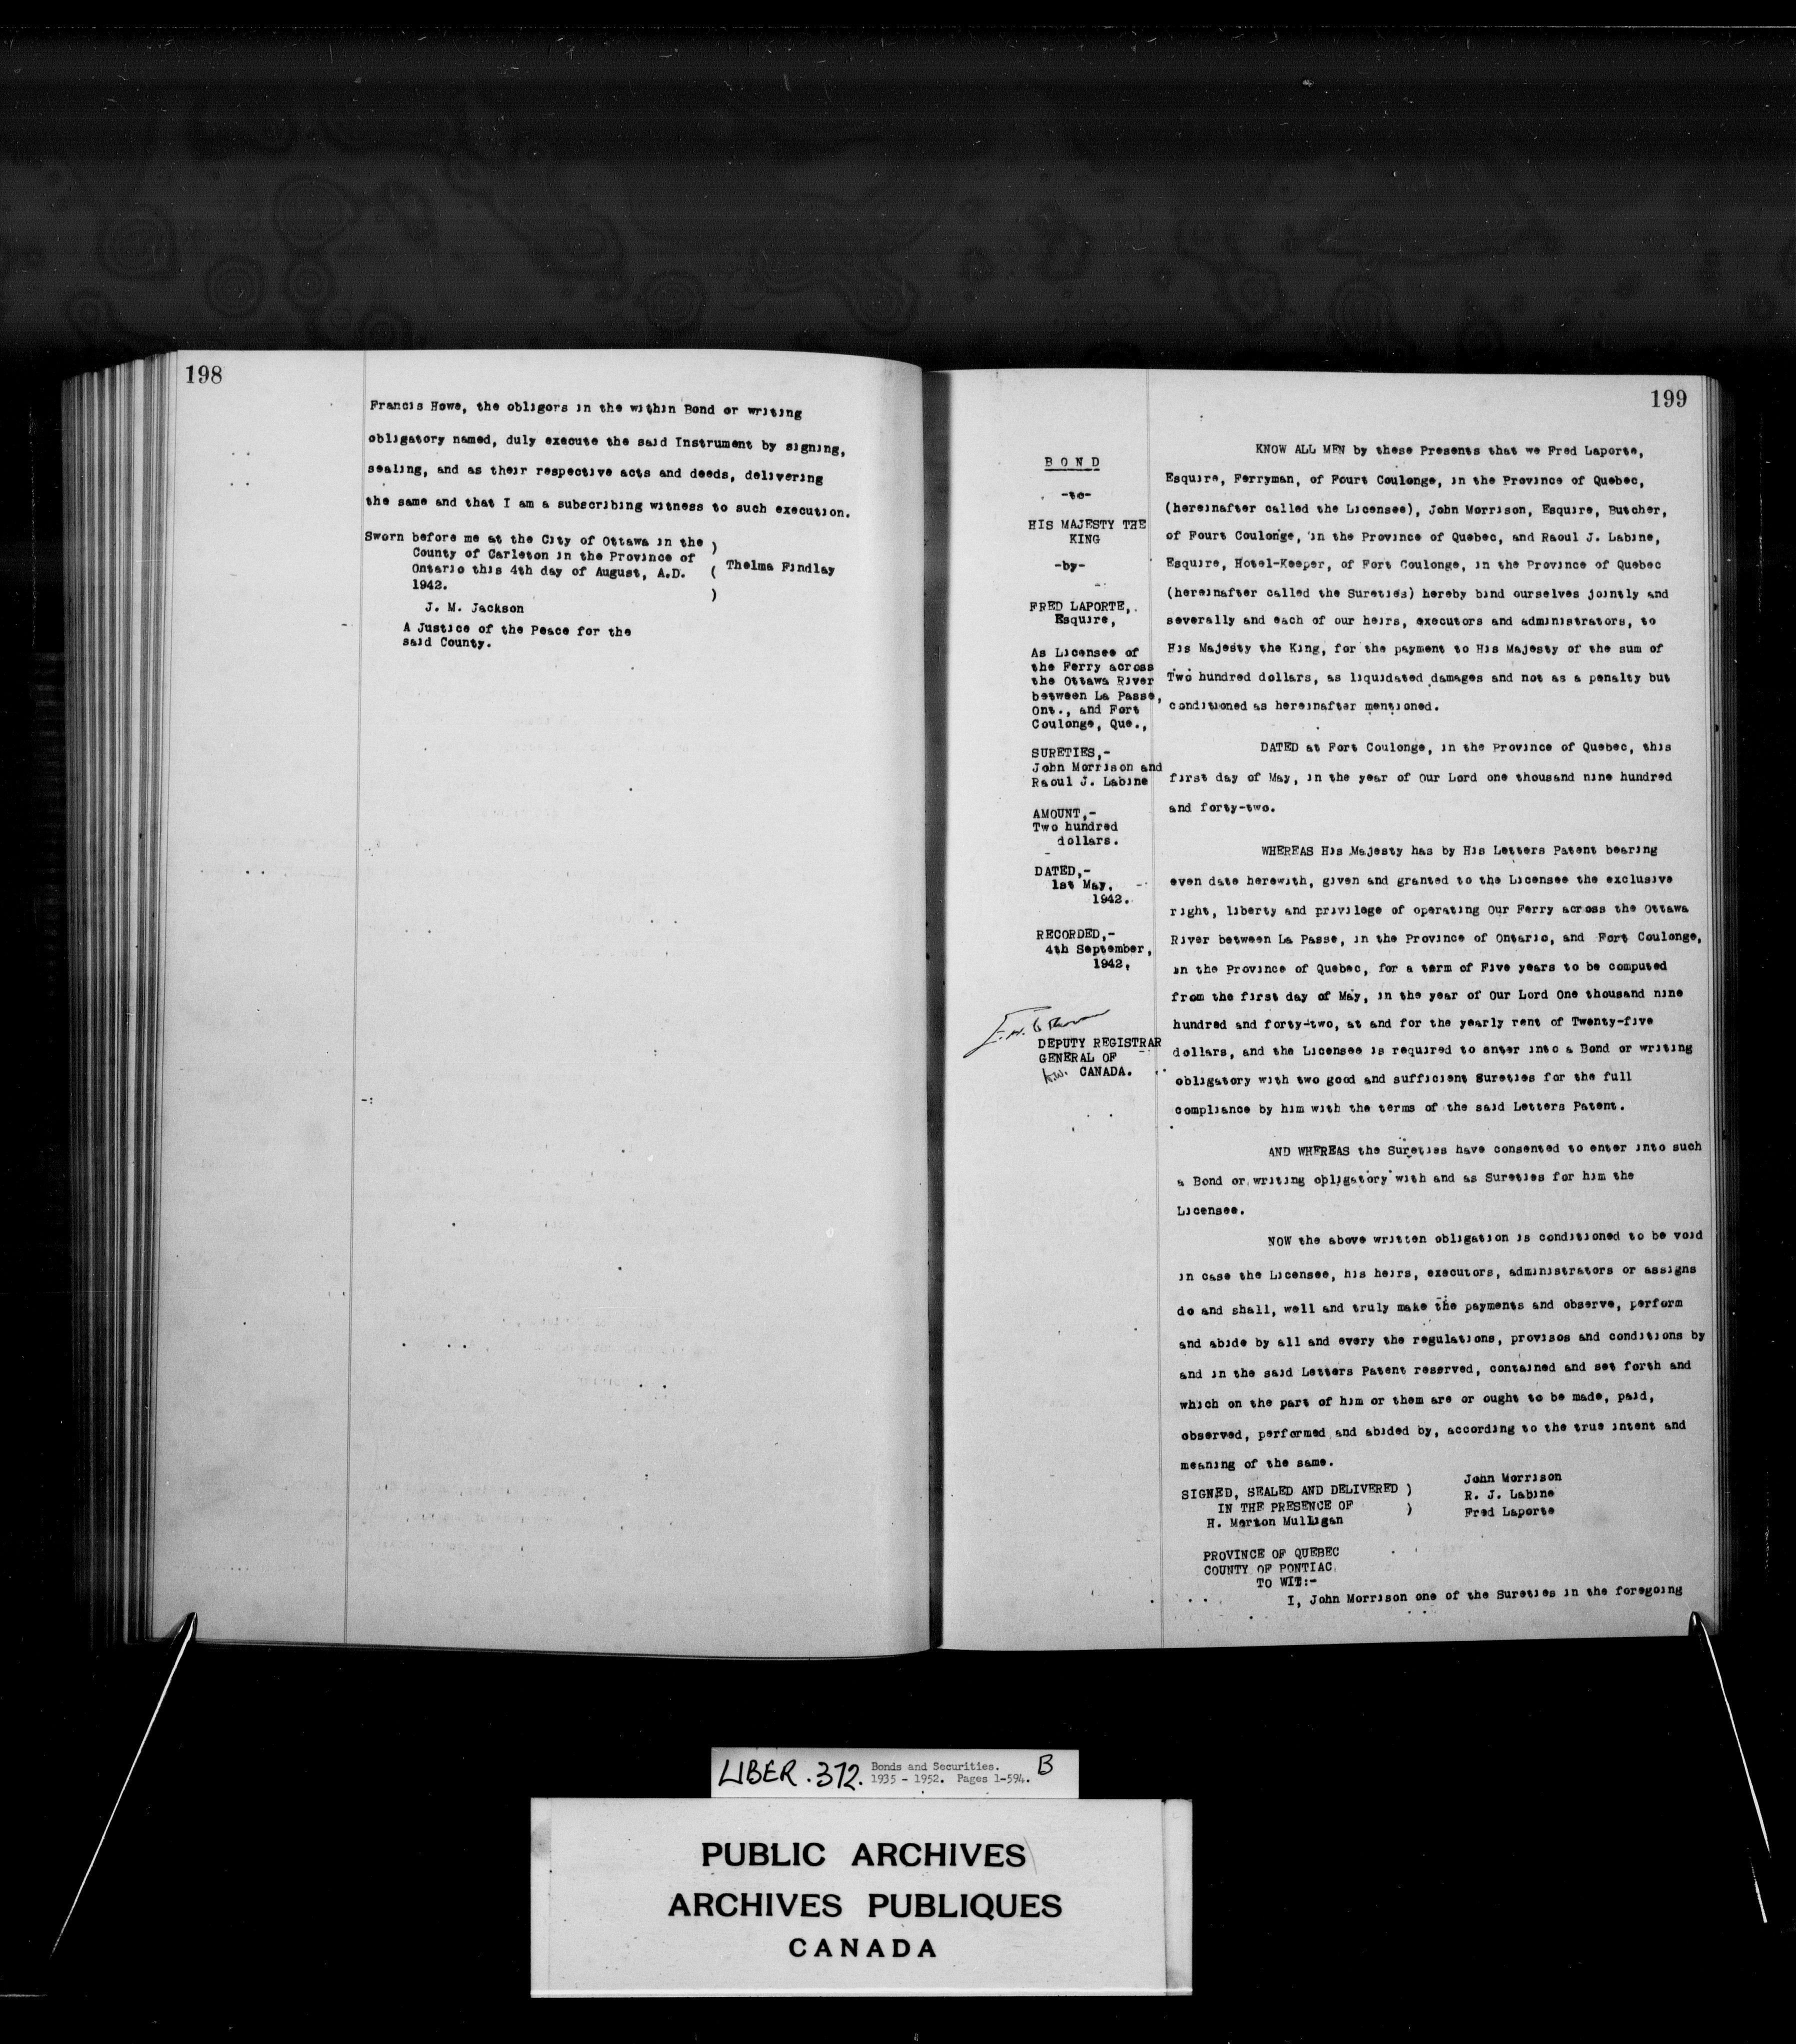 198
Francis Howe, the obligors in the within Bond or writing
obligatory named, duly execute the said Instrument by signing,
sealing, and as their respective acts and deeds, delivering
the same and that I am a subscribing witness to such execution.
Sworn before me at the City of Ottawa in the )
County of Carleton in the Province of
Ontario this 4th day of August, A.D. ( Thelma Findlay
1942. )
J. M. Jackson
A Justice of the Peace for the
said County.
199
BOND
-to-
HIS MAJESTY THE
KING
-by-
FRED LAPORTE,
Esquire,
As Licensee of
the Ferry across
the Ottawa River
between La Passe,
Ont., and Fort
Coulonge, Que.,
SURETIES,-
John Morrison and
Raoul J. Labine
AMOUNT,-
Two hundred
dollars.
DATED,-
1st May.
1942.
RECORDED,-
4th September,
1942.
DEPUTY REGISTRAR
GENERAL OF
CANADA.
KNOW ALL MEN by these Presents that we Fred Laporte,
Esquire, Ferryman, of Fourt Coulonge, in the Province of Quebec,
(hereinafter called the Licensee), John Morrison, Esquire, Butcher,
of Fourt Coulonge, in the Province of Quebec, and Raoul J. Labine,
Esquire, Hotel-Keeper, of Fort Coulonge, in the Province of Quebec
(hereinafter called the Sureties) hereby bind ourselves jointly and
severally and each of our heirs, executors and administrators, to
His Majesty the King, for the payment to His Majesty of the sum of
Two hundred dollars, as liquidated damages and not as a penalty but
conditioned as hereinafter mentioned.
DATED at Fort Coulonge, in the Province of Quebec, this
first day of May, in the year of Our Lord one thousand nine hundred
and forty-two.
WHEREAS His Majesty has by His Letters Patent bearing
even date herewith, given and granted to the Licensee the exclusive
right, liberty and privilege of operating Our Ferry across the Ottawa
River between La Passe, in the Province of Ontario, and Fort Coulonge,
in the Province of Quebec, for a term of Five years to be computed
from the first day of May, in the year of Our Lord One thousand nine
hundred and forty-two, at and for the yearly rent of Twenty-five
dollars, and the Licensee is required to enter into a Bond or writing
obligatory with two good and sufficient Sureties for the full
compliance by him with the terms of the said Letters Patent.
AND WHEREAS the Sureties have consented to enter into such
a Bond or writing obligatory with and as Sureties for him the
Licensee.
NOW the above written obligation is conditioned to be void
in case the Licensee, his heirs, executors, administrators or assigns
do and shall, well and truly make the payments and observe, perform
and abide by all and every the regulations, provisos and conditions by
and in the said Letters Patent reserved, contained and set forth and
which on the part of him or them are or ought to be made, paid,
observed, performed and abided by, according to the true intent and
meaning of the same.
SIGNED, SEALED AND DELIVERED )
IN THE PRESENCE OF )
H. Merton Mulligan
John Morrison
R. J. Labine
Fred Laporte
PROVINCE OF QUEBEC
COUNTY OF PONTIAC
TO WIT:-
I, John Morrison one of the Sureties in the foregoing
LIBER. 372. Bonds and Securities. B
1935 - 1952. Pages 1-594.
PUBLIC ARCHIVES
ARCHIVES PUBLIQUES
CANADA